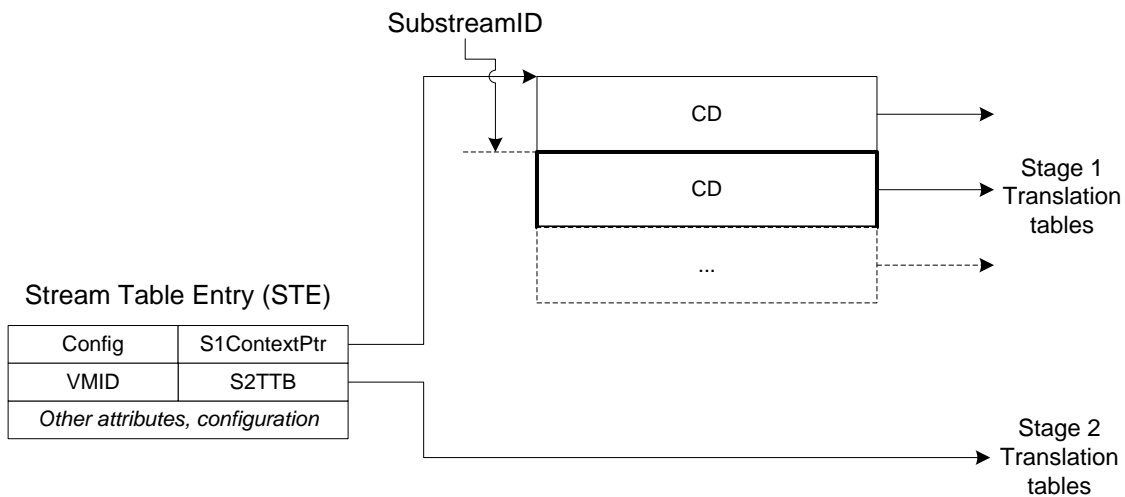 SubstreamID
CD
CD
...
Stage 1
Translation
tables
Stream Table Entry (STE)
Config S1ContextPtr
VMID S2TTB
Other attributes, configuration
Stage 2
Translation
tables